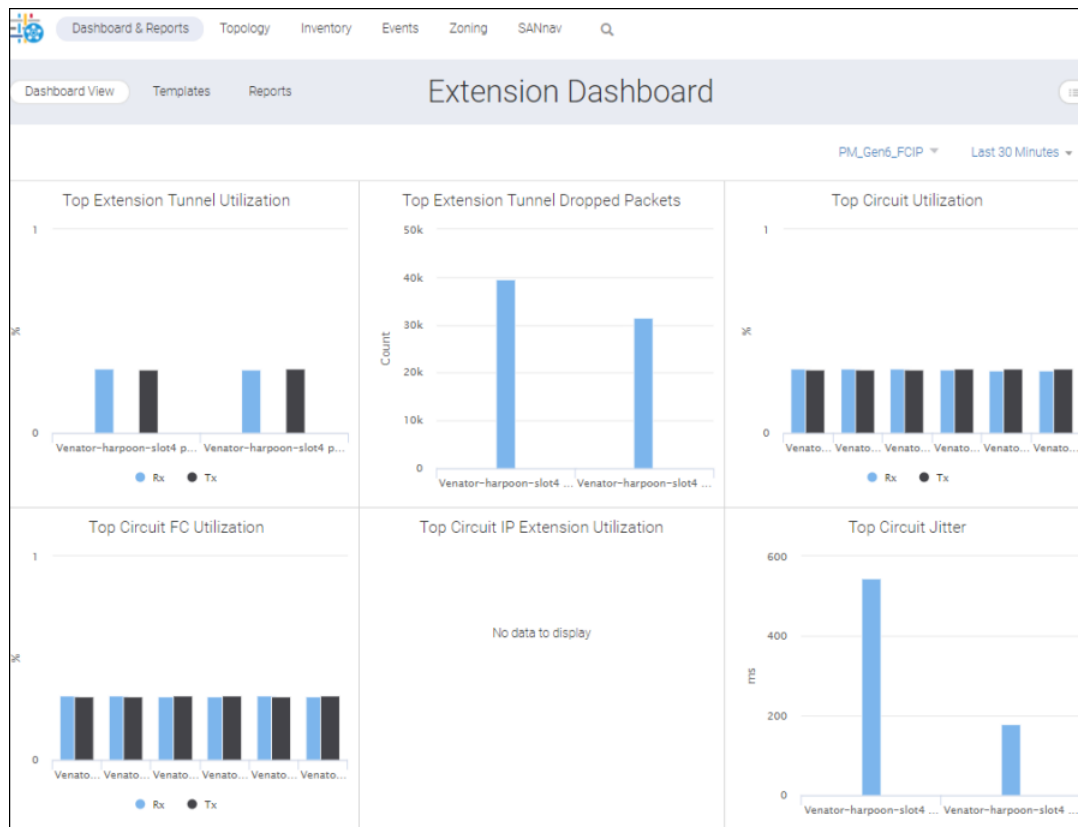 Dashboard & Reports Topology Inventory Events Zoning SANnav
Dashboard View Templates Reports Extension Dashboard
PM_Gen6_FCIP Last 30 Minutes
Top Extension Tunnel Utilization
1
%
0
Venator-harpoon-slot4 p... Venator-harpoon-slot4 p...
Rx Tx
Top Extension Tunnel Dropped Packets
50k
40k
30k
Count
20k
10k
0
Venator-harpoon-slot4 ... Venator-harpoon-slot4 ...
Top Circuit Utilization
1
%
0
Venato... Venato... Venato... Venato... Venato... Venato...
Rx Tx
Top Circuit FC Utilization
1
%
0
Venato... Venato... Venato... Venato... Venato... Venato...
Rx Tx
Top Circuit IP Extension Utilization
No data to display
Top Circuit Jitter
600
400
ms
200
0
Venator-harpoon-slot4 ... Venator-harpoon-slot4 ...